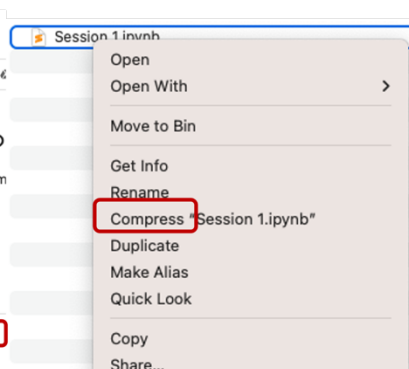 Session 1.ipynb
Open
Open With
Move to Bin
Get Info
Rename
Compress "Session 1.ipynb"
Duplicate
Make Alias
Quick Look
Copy
Share...